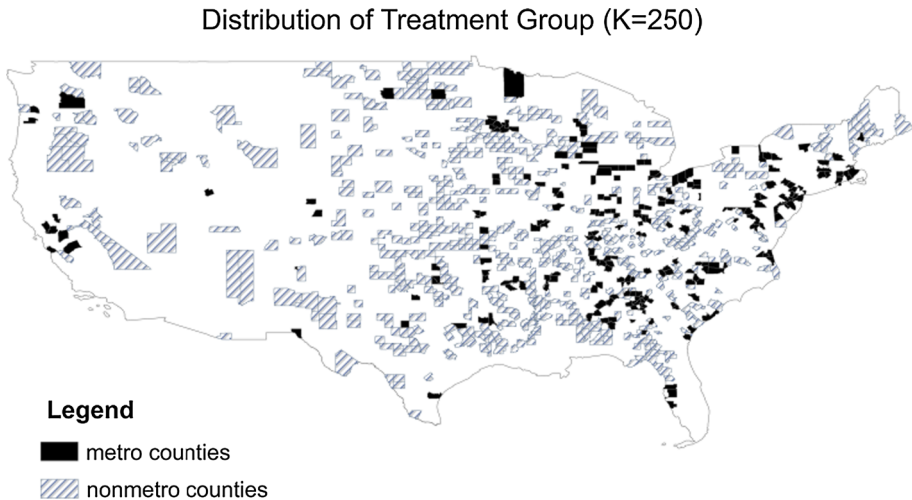 Distribution of Treatment Group (K=250)
Legend
metro counties
nonmetro counties